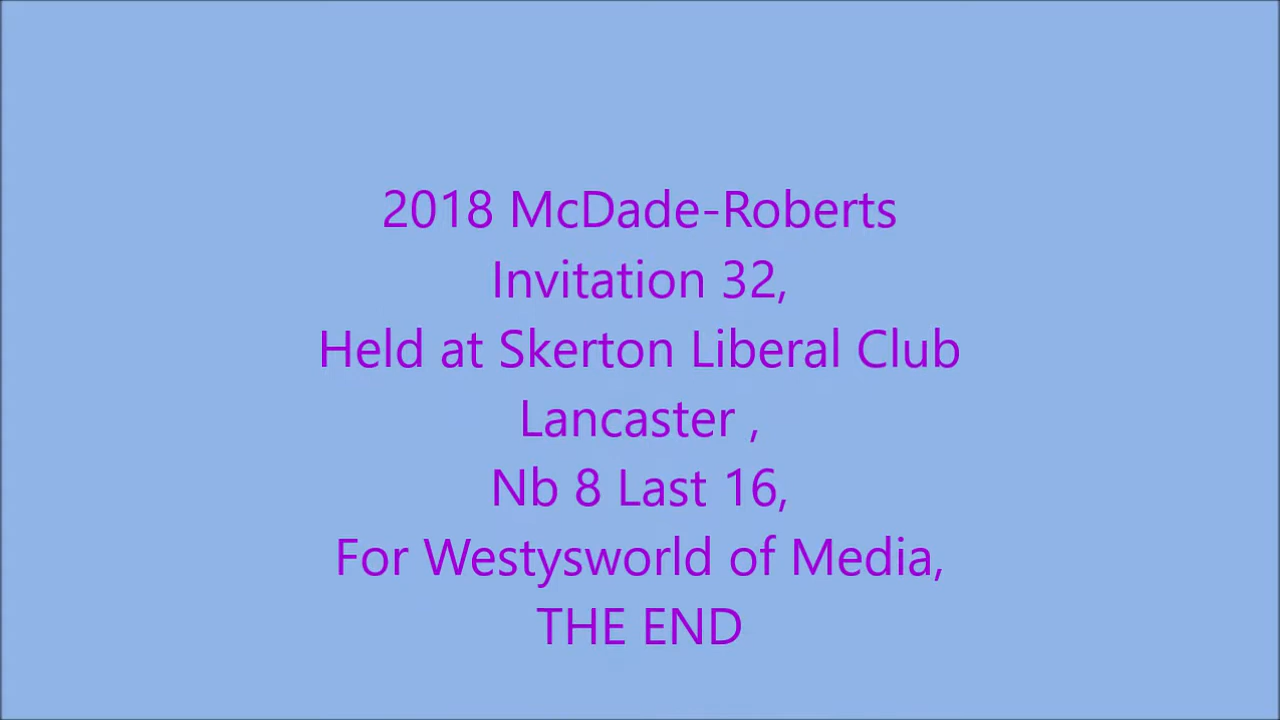 2018 McDade-Roberts
Invitation 32,
Held at Skerton Liberal Club
Lancaster ,
Nb 8 Last 16,
For Westysworld of Media,
THE END